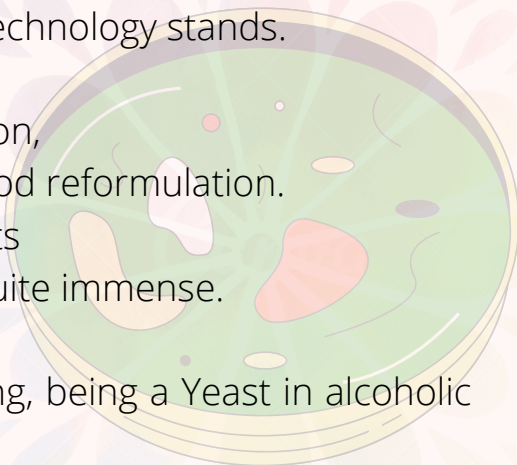 echnology stands.
on,
od reformulation.
ts
uite immense.
ng, being a Yeast in alcoholic